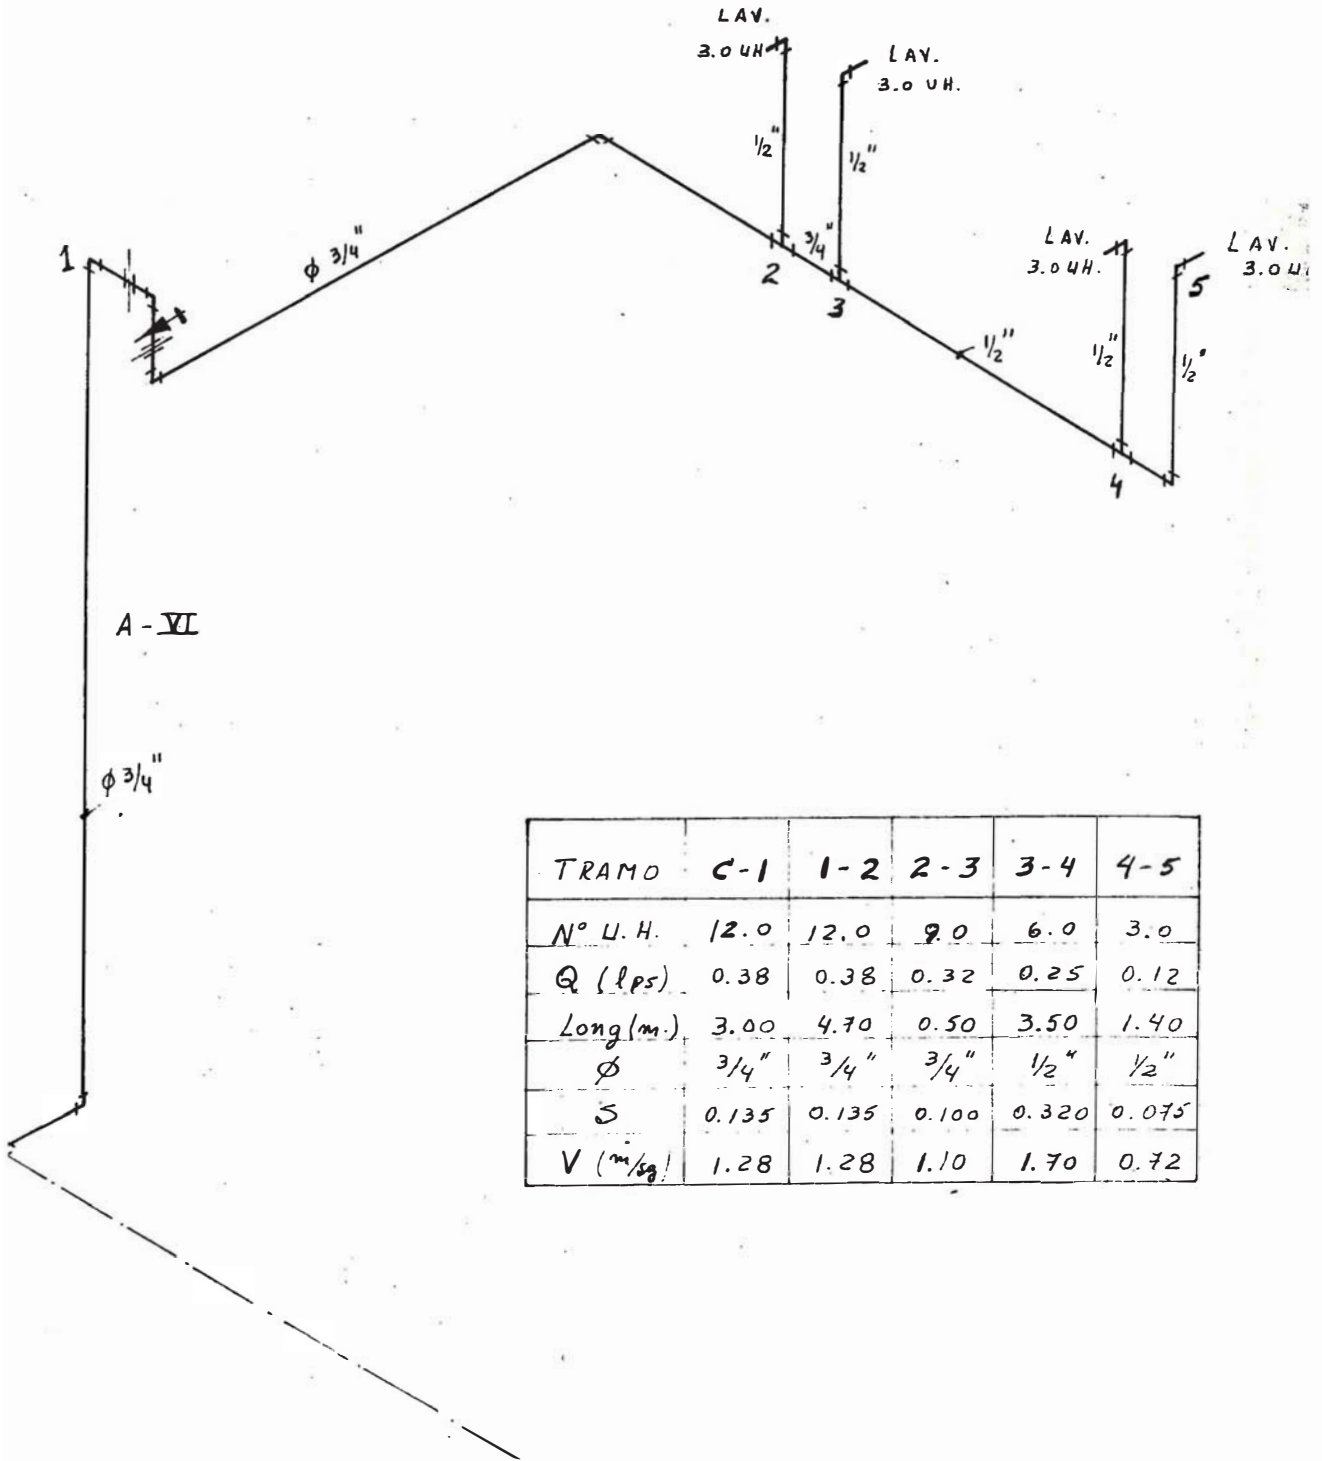 LAV.
3.0 UH
LAV.
3.0 UH.
1/2"
1/2"
φ 3/4"
3/4"
1
2
3
LAV.
3.0 UH.
LAV.
3.0 U
5
1/2"
1/2"
1/2"
4
A - VI
φ 3/4"
TRAMO C-1 1-2 2-3 3-4 4-5
N° U.H. 12.0 12.0 9.0 6.0 3.0
Q (lps) 0.38 0.38 0.32 0.25 0.12
Long(m.) 3.00 4.70 0.50 3.50 1.40
φ 3/4" 3/4" 3/4" 1/2" 1/2"
S 0.135 0.135 0.100 0.320 0.075
V (m/sg) 1.28 1.28 1.10 1.70 0.72